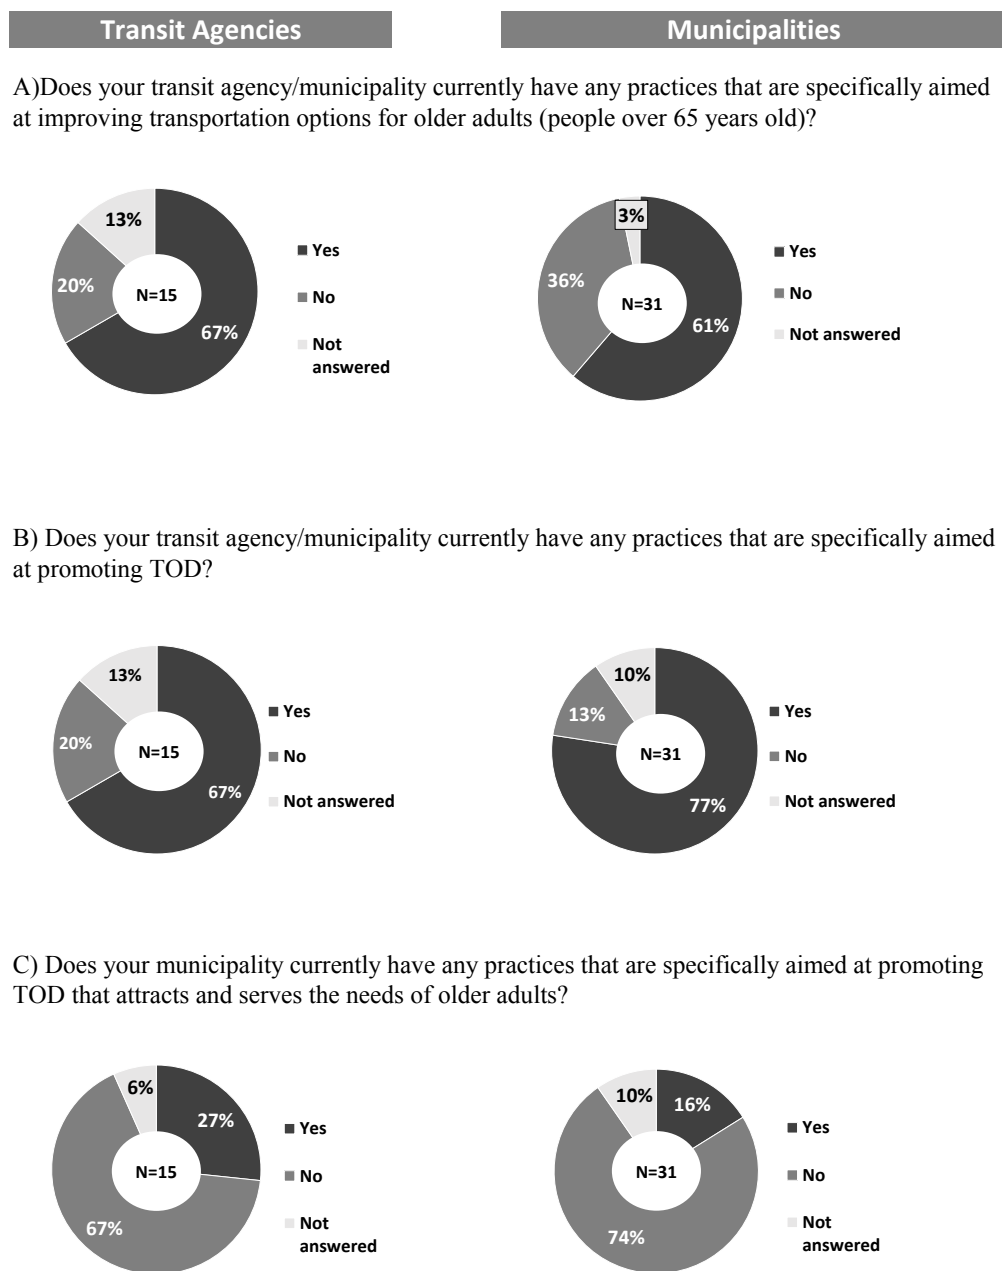 Transit Agencies
Municipalities
A)Does your transit agency/municipality currently have any practices that are specifically aimed
at improving transportation options for older adults (people over 65 years old)?
13%
20%
N=15
67%
Yes
No
Not
answered
3%
36%
N=31
61%
Yes
No
Not answered
B) Does your transit agency/municipality currently have any practices that are specifically aimed
at promoting TOD?
13%
20%
N=15
67%
Yes
No
Not answered
10%
13%
N=31
77%
Yes
No
Not answered
C) Does your municipality currently have any practices that are specifically aimed at promoting
TOD that attracts and serves the needs of older adults?
6%
27%
N=15
67%
Yes
No
Not
answered
10%
16%
N=31
74%
Yes
No
Not
answered